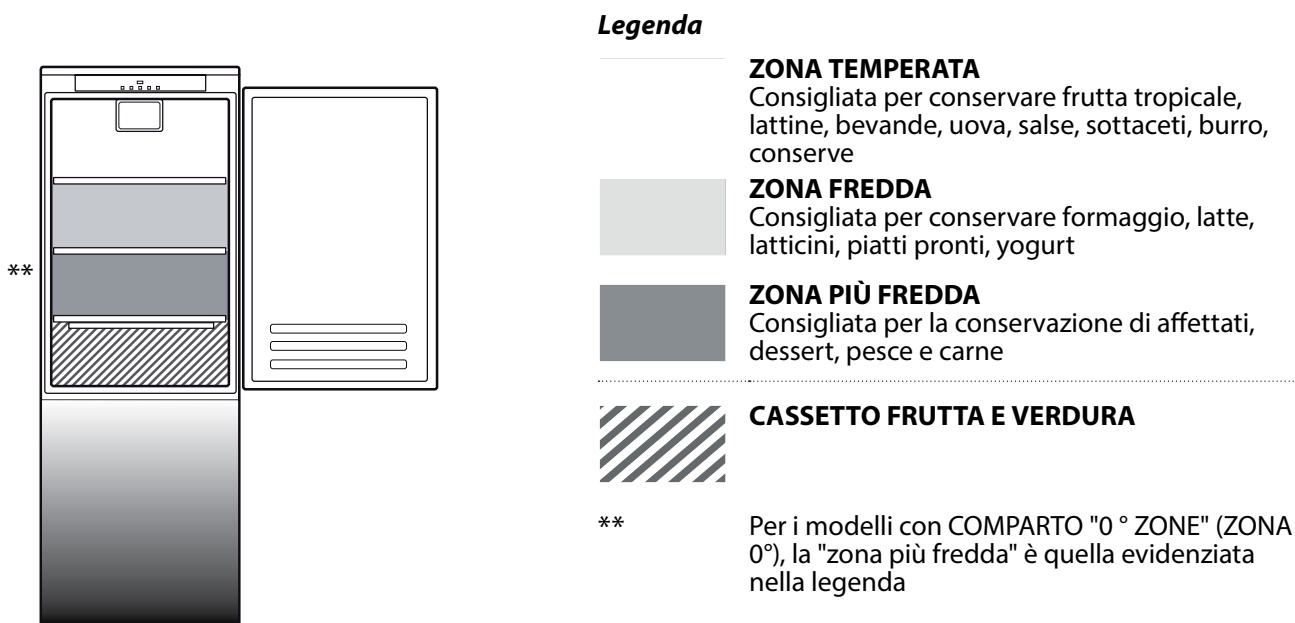 Legenda
ZONA TEMPERATA
Consigliata per conservare frutta tropicale,
lattine, bevande, uova, salse, sottaceti, burro,
conserve
ZONA FREDDA
Consigliata per conservare formaggio, latte,
latticini, piatti pronti, yogurt
**
ZONA PIÙ FREDDA
Consigliata per la conservazione di affettati,
dessert, pesce e carne
CASSETTO FRUTTA E VERDURA
** Per i modelli con COMPARTO "0 ° ZONE" (ZONA
0°), la "zona più fredda" è quella evidenziata
nella legenda